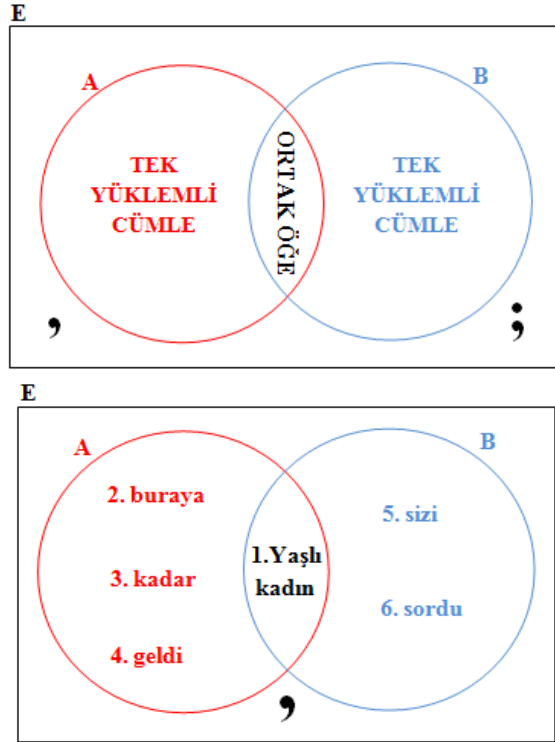 E
A
B
TEK
YÜKLEMLİ
CÜMLE
ORTAK ÖĞE
TEK
YÜKLEMLİ
CÜMLE
,
;
E
A
B
2. buraya
3. kadar
4. geldi
1.Yaşlı
kadın
5. sizi
6. sordu
,